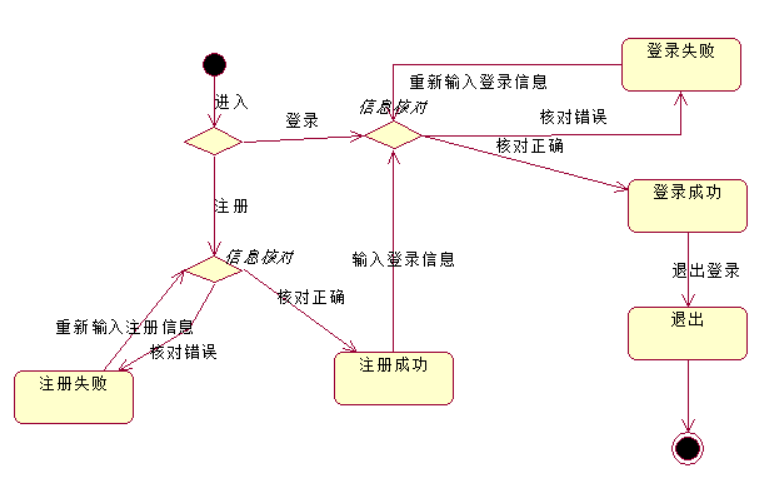 登录失败
重新输入登录信息
进入
信息核对
登录
核对错误
核对正确
登录成功
注册
信息核对
输入登录信息
退出登录
核对正确
重新输入注册信息
退出
核对错误
注册成功
注册失败